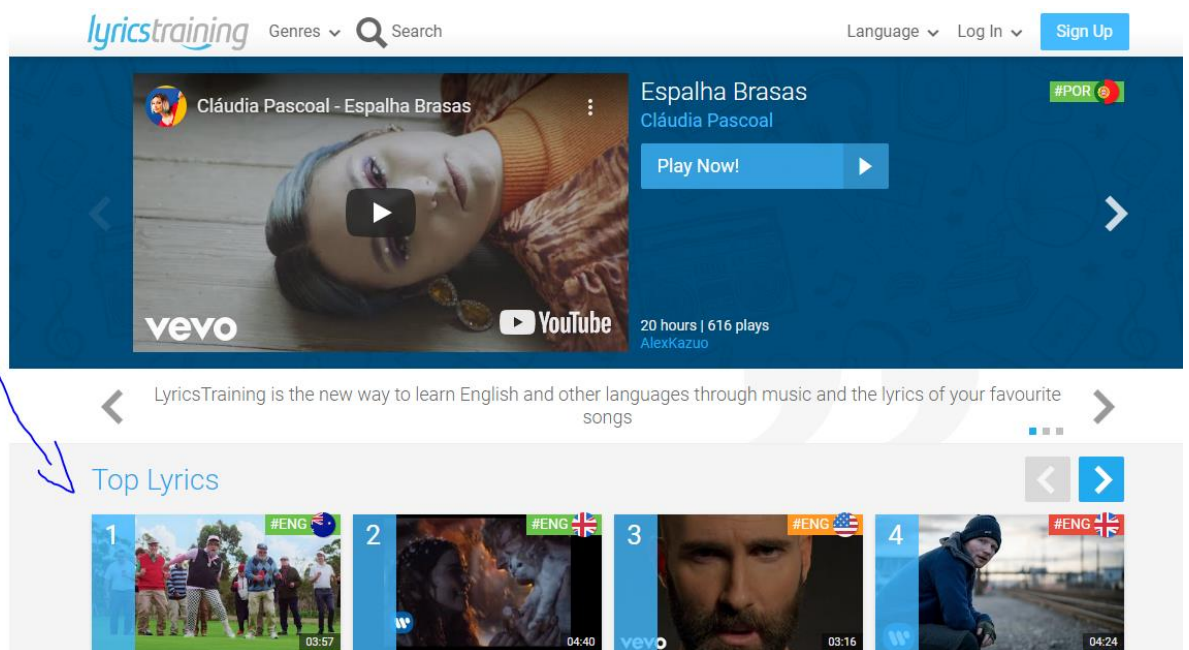 lyricstraining Genres Search Language Log In Sign Up
Cláudia Pascoal - Espalha Brasas
Espalha Brasas
#POR
Cláudia Pascoal
Play Now!
vevo
YouTube
20 hours | 616 plays
AlexKazuo
LyricsTraining is the new way to learn English and other languages through music and the lyrics of your favourite
songs
Top Lyrics
1 #ENG
2 #ENG
3 #ENG
4 #ENG
03:57
04:40
vevo 03:16
04:24